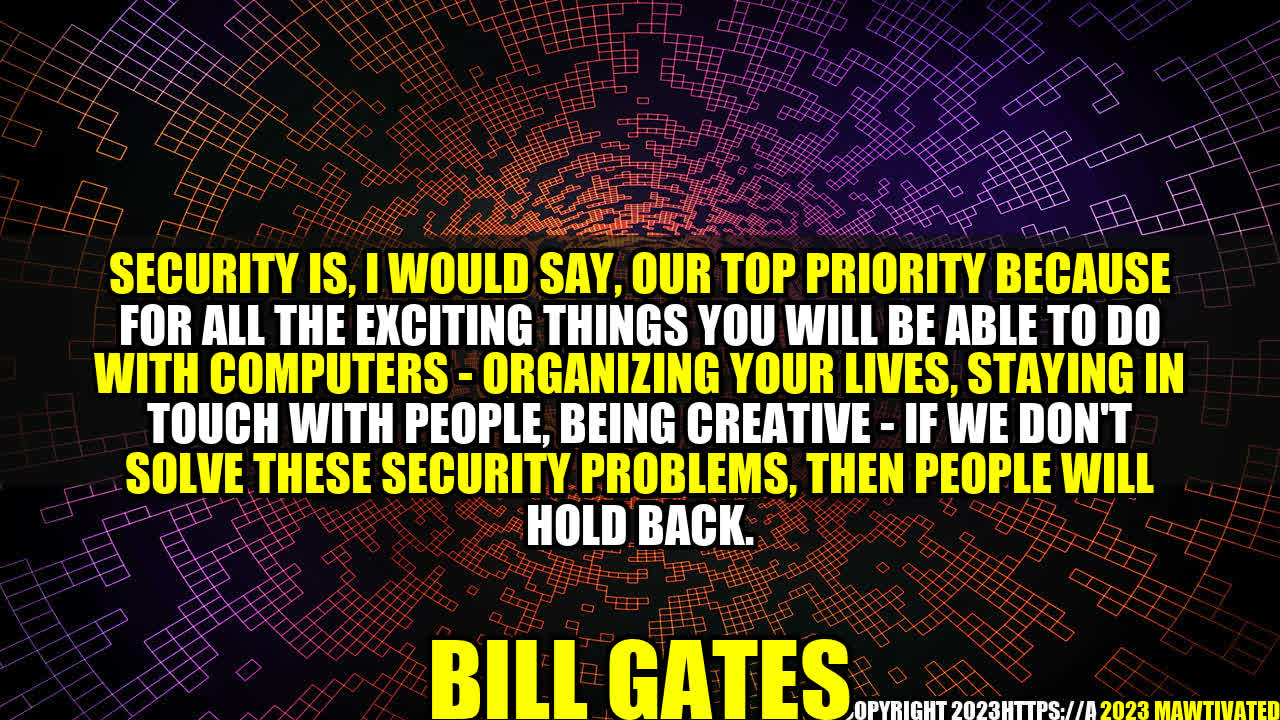 SECURITY IS, I WOULD SAY, OUR TOP PRIORITY BECAUSE
FOR ALL THE EXCITING THINGS YOU WILL BE ABLE TO DO
WITH COMPUTERS - ORGANIZING YOUR LIVES, STAYING IN
TOUCH WITH PEOPLE, BEING CREATIVE - IF WE DON'T
SOLVE THESE SECURITY PROBLEMS, THEN PEOPLE WILL
HOLD BACK.
BILL GATES
COPYRIGHT 2023HTTPS://A 2023 MAWTIVATED